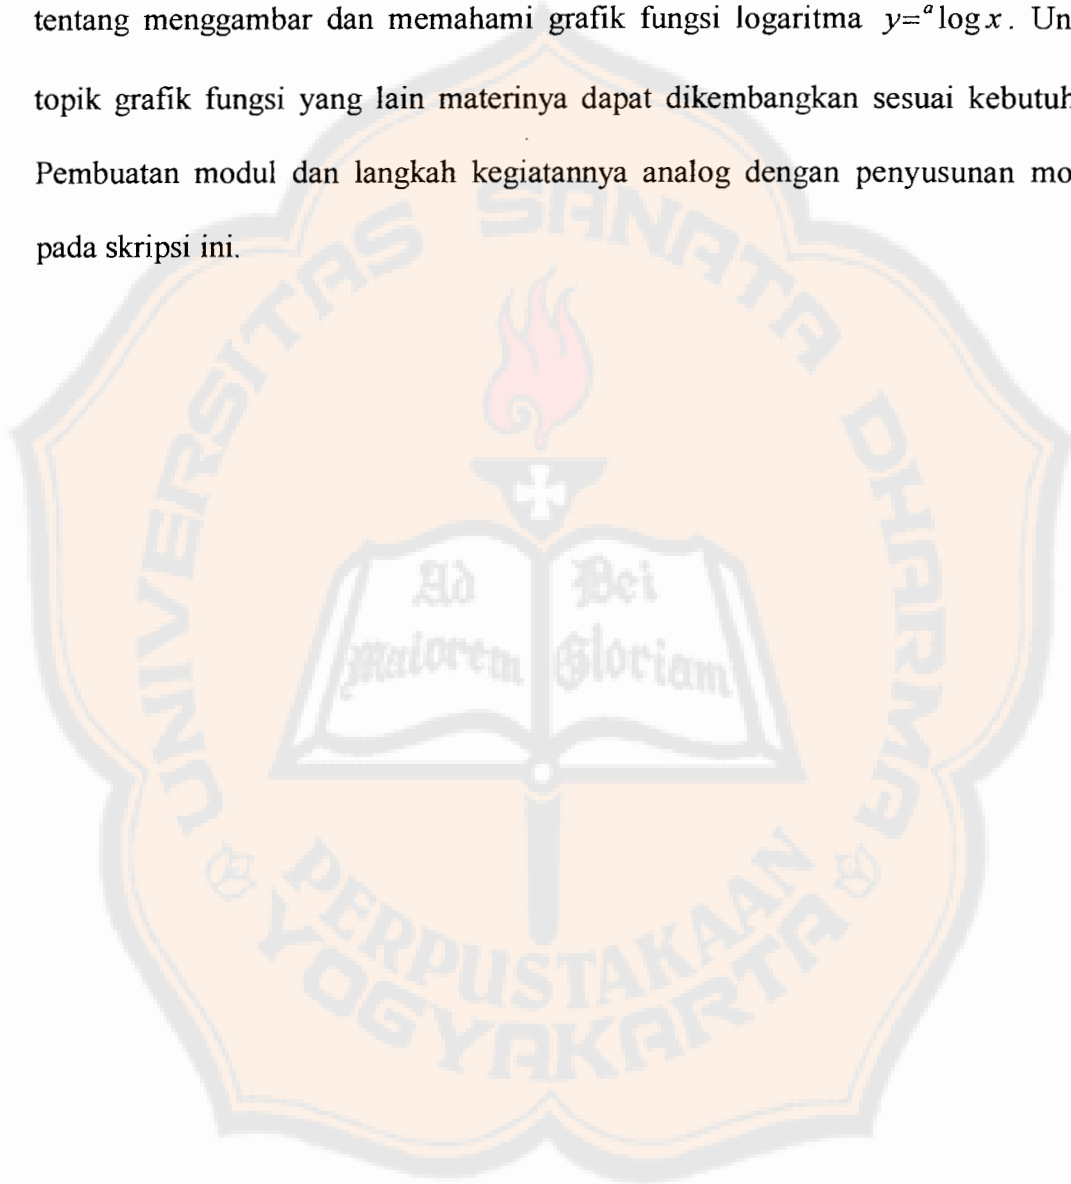 tentang menggambar dan memahami grafik fungsi logaritma y=ᵃlog x. Un
topik grafik fungsi yang lain materinya dapat dikembangkan sesuai kebutuh
Pembuatan modul dan langkah kegiatannya analog dengan penyusunan mo
pada skripsi ini.
UNIVERSITAS SANATA DHARMA
Ad Dei
Maiorem Gloriam
PERPUSTAKAAN
YOGYAKARTA